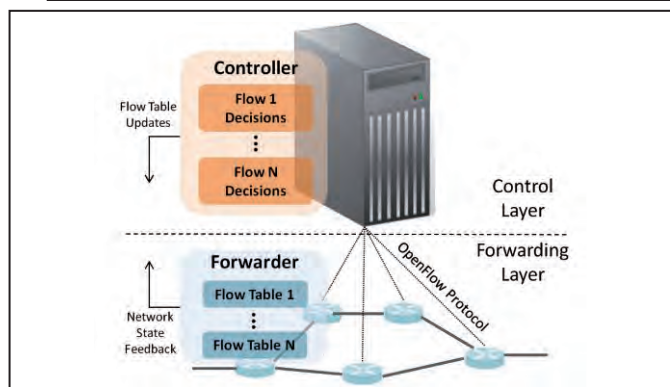 Controller
Flow 1
Decisions
Flow N
Decisions
Flow Table
Updates
Control
Layer
Forwarding
Layer
OpenFlow Protocol
Forwarder
Flow Table 1
Flow Table N
Network
State
Feedback